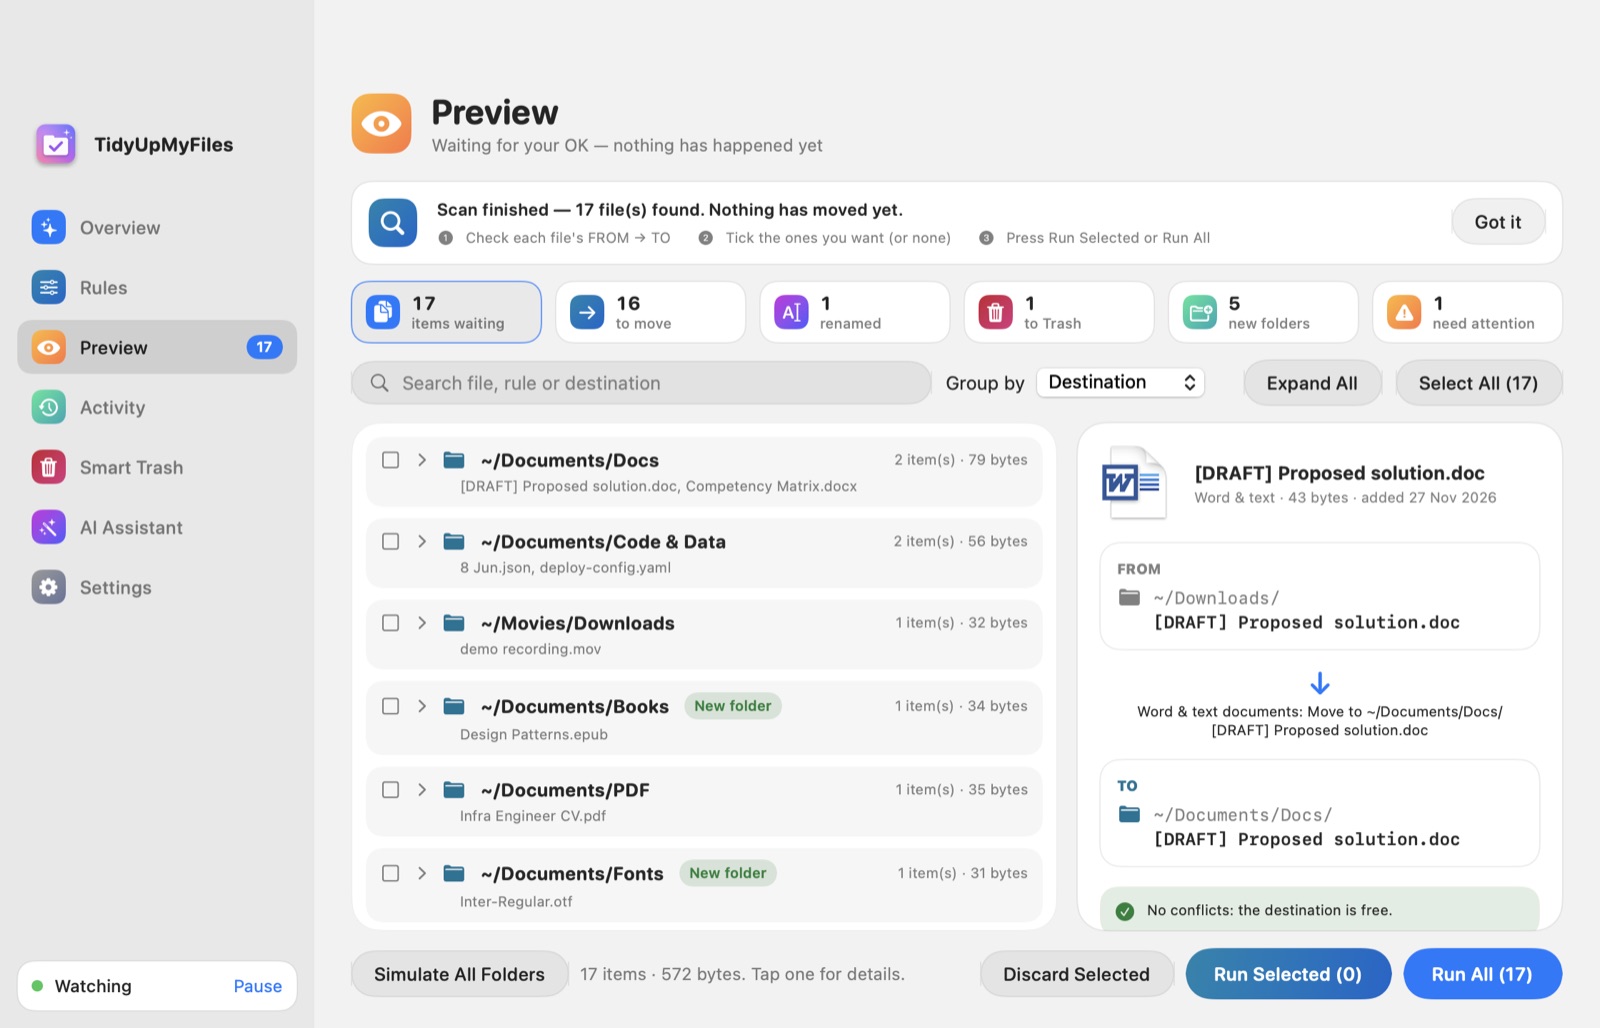 TidyUpMyFiles
Overview
Rules
Preview
17
Activity
Smart Trash
AI Assistant
Settings
Watching
Pause
Preview
Waiting for your OK — nothing has happened yet
Scan finished — 17 file(s) found. Nothing has moved yet.
1 Check each file's FROM → TO 2 Tick the ones you want (or none) 3 Press Run Selected or Run All
Got it
17
items waiting
16
to move
AI
1
renamed
1
to Trash
5
new folders
1
need attention
Search file, rule or destination
Group by
Destination
Expand All
Select All (17)
~/Documents/Docs
2 item(s) · 79 bytes
[DRAFT] Proposed solution.doc, Competency Matrix.docx
~/Documents/Code & Data
2 item(s) · 56 bytes
8 Jun.json, deploy-config.yaml
~/Movies/Downloads
1 item(s) · 32 bytes
demo recording.mov
~/Documents/Books
New folder
1 item(s) · 34 bytes
Design Patterns.epub
~/Documents/PDF
1 item(s) · 35 bytes
Infra Engineer CV.pdf
~/Documents/Fonts
New folder
1 item(s) · 31 bytes
Inter-Regular.otf
W
[DRAFT] Proposed solution.doc
Word & text · 43 bytes · added 27 Nov 2026
FROM
~/Downloads/
[DRAFT] Proposed solution.doc
Word & text documents: Move to ~/Documents/Docs/
[DRAFT] Proposed solution.doc
TO
~/Documents/Docs/
[DRAFT] Proposed solution.doc
No conflicts: the destination is free.
Simulate All Folders
17 items · 572 bytes. Tap one for details.
Discard Selected
Run Selected (0)
Run All (17)